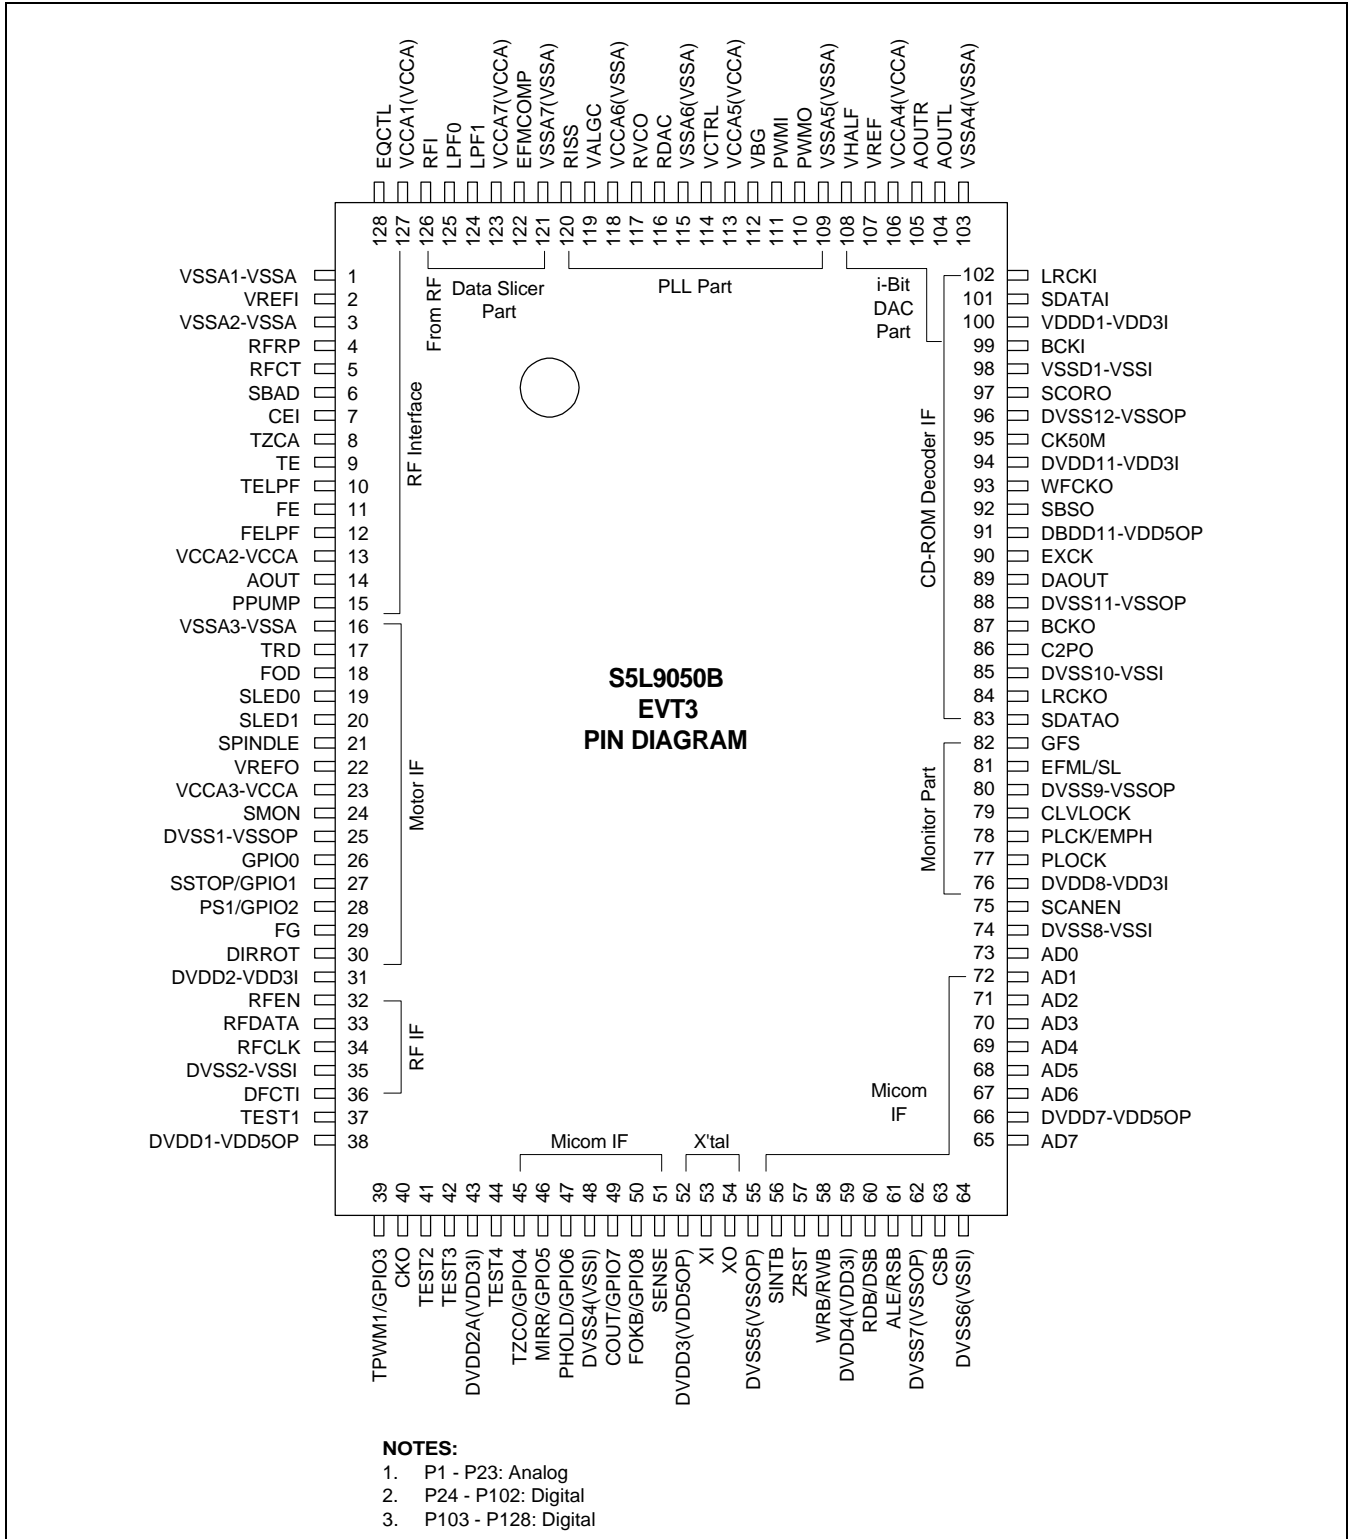 EQCTL
VCCA1(VCCA)
RFI
LPF0
LPF1
VCCA7(VCCA)
EFMCOMP
VSSA7(VSSA)
RISS
VALGC
VCCA6(VSSA)
RVCO
RDAC
VSSA6(VSSA)
VCTRL
VCCA5(VCCA)
VBG
PWMI
PWMO
VSSA5(VSSA)
VHALF
VREF
VCCA4(VCCA)
AOUTR
AOUTL
VSSA4(VSSA)
128
127
126
125
124
123
122
121
120
119
118
117
116
115
114
113
112
111
110
109
108
107
106
105
104
103
From RF
Data Slicer
Part
PLL Part
i-Bit
DAC
Part
VSSA1-VSSA 1
VREFI 2
VSSA2-VSSA 3
RFRP 4
RFCT 5
SBAD 6
CEI 7
TZCA 8
TE 9
TELPF 10
FE 11
FELPF 12
VCCA2-VCCA 13
AOUT 14
PPUMP 15
VSSA3-VSSA 16
TRD 17
FOD 18
SLED0 19
SLED1 20
SPINDLE 21
VREFO 22
VCCA3-VCCA 23
SMON 24
DVSS1-VSSOP 25
GPIO0 26
SSTOP/GPIO1 27
PS1/GPIO2 28
FG 29
DIRROT 30
DVDD2-VDD3I 31
RFEN 32
RFDATA 33
RFCLK 34
DVSS2-VSSI 35
DFCTI 36
TEST1 37
DVDD1-VDD5OP 38
RF Interface
Motor IF
RF IF
S5L9050B
EVT3
PIN DIAGRAM
CD-ROM Decoder IF
Monitor Part
Micom
IF
102 LRCKI
101 SDATAI
100 VDDD1-VDD3I
99 BCKI
98 VSSD1-VSSI
97 SCORO
96 DVSS12-VSSOP
95 CK50M
94 DVDD11-VDD3I
93 WFCKO
92 SBSO
91 DBDD11-VDD5OP
90 EXCK
89 DAOUT
88 DVSS11-VSSOP
87 BCKO
86 C2PO
85 DVSS10-VSSI
84 LRCKO
83 SDATAO
82 GFS
81 EFML/SL
80 DVSS9-VSSOP
79 CLVLOCK
78 PLCK/EMPH
77 PLOCK
76 DVDD8-VDD3I
75 SCANEN
74 DVSS8-VSSI
73 AD0
72 AD1
71 AD2
70 AD3
69 AD4
68 AD5
67 AD6
66 DVDD7-VDD5OP
65 AD7
Micom IF
X'tal
39
40
41
42
43
44
45
46
47
48
49
50
51
52
53
54
55
56
57
58
59
60
61
62
63
64
TPWM1/GPIO3
CKO
TEST2
TEST3
DVDD2A(VDD3I)
TEST4
TZCO/GPIO4
MIRR/GPIO5
PHOLD/GPIO6
DVSS4(VSSI)
COUT/GPIO7
FOKB/GPIO8
SENSE
DVDD3(VDD5OP)
XI
XO
DVSS5(VSSOP)
SINTB
ZRST
WRB/RWB
DVDD4(VDD3I)
RDB/DSB
ALE/RSB
DVSS7(VSSOP)
CSB
DVSS6(VSSI)
NOTES:
1. P1 - P23: Analog
2. P24 - P102: Digital
3. P103 - P128: Digital